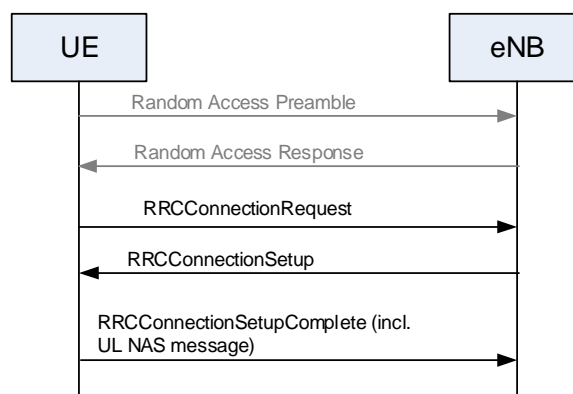 UE
eNB
Random Access Preamble
Random Access Response
RRCConnectionRequest
RRCConnectionSetup
RRCConnectionSetupComplete (incl.
UL NAS message)